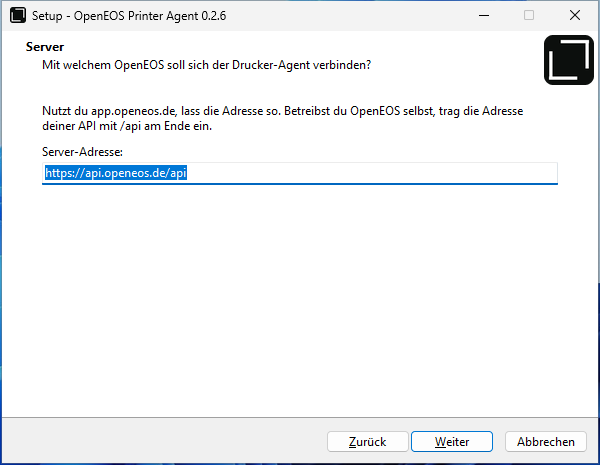 Setup - OpenEOS Printer Agent 0.2.6
Server
Mit welchem OpenEOS soll sich der Drucker-Agent verbinden?
Nutzt du app.openeos.de, lass die Adresse so. Betreibst du OpenEOS selbst, trag die Adresse
deiner API mit /api am Ende ein.
Server-Adresse:
https://api.openeos.de/api
Zurück
Weiter
Abbrechen